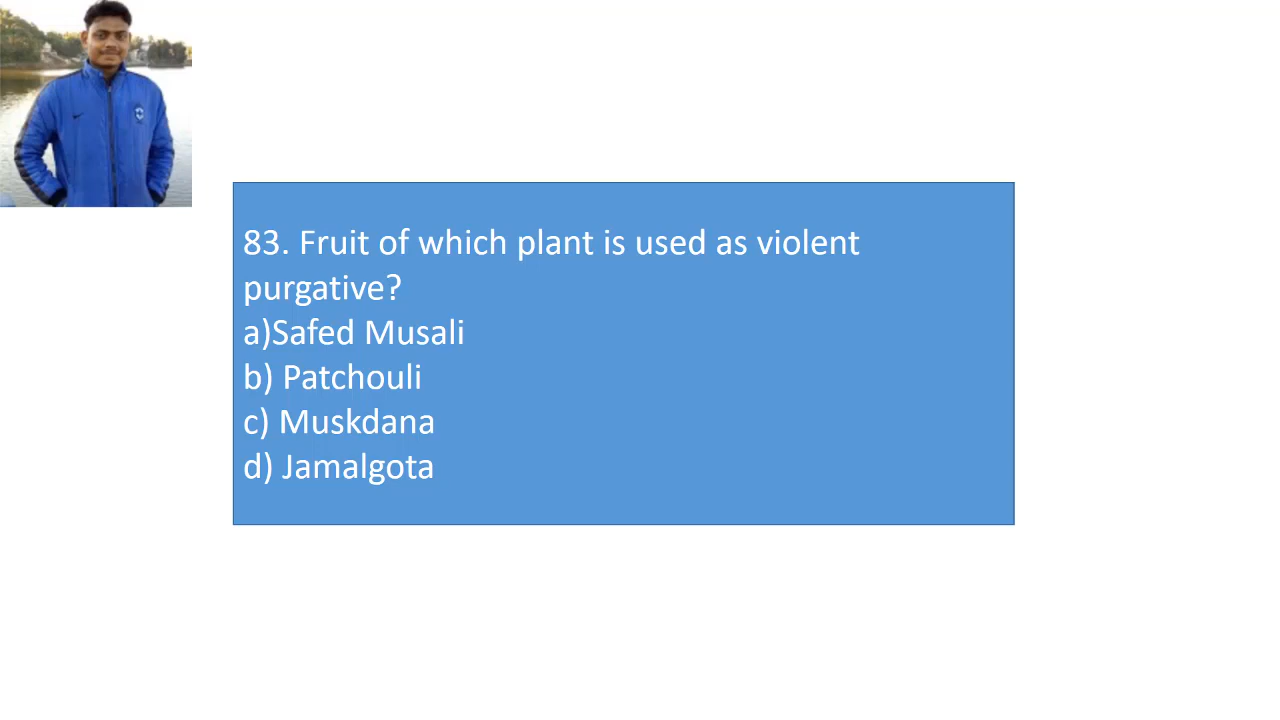 83. Fruit of which plant is used as violent
purgative?
a)Safed Musali
b) Patchouli
c) Muskdana
d) Jamalgota